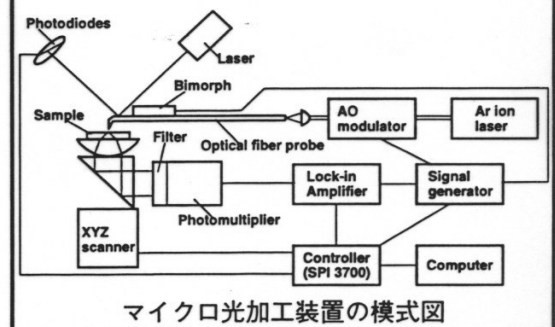 Photodiodes
Laser
Bimorph
Sample
Filter
Optical fiber probe
AO
modulator
Ar ion
laser
Lock-in
Amplifier
Signal
generator
Photomultiplier
XYZ
scanner
Controller
(SPI 3700)
Computer
マイクロ光加工装置の模式図